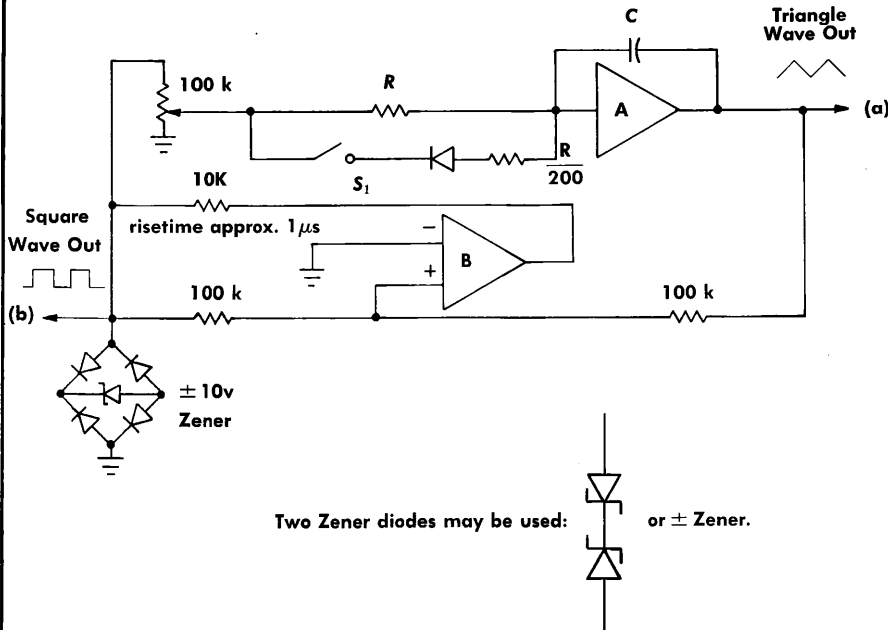 C
Triangle
Wave Out
100 k
R
A
(a)
S₁
R
200
10K
risetime approx. 1μs
Square
Wave Out
−
B
+
100 k
100 k
(b)
± 10v
Zener
Two Zener diodes may be used:
or ± Zener.